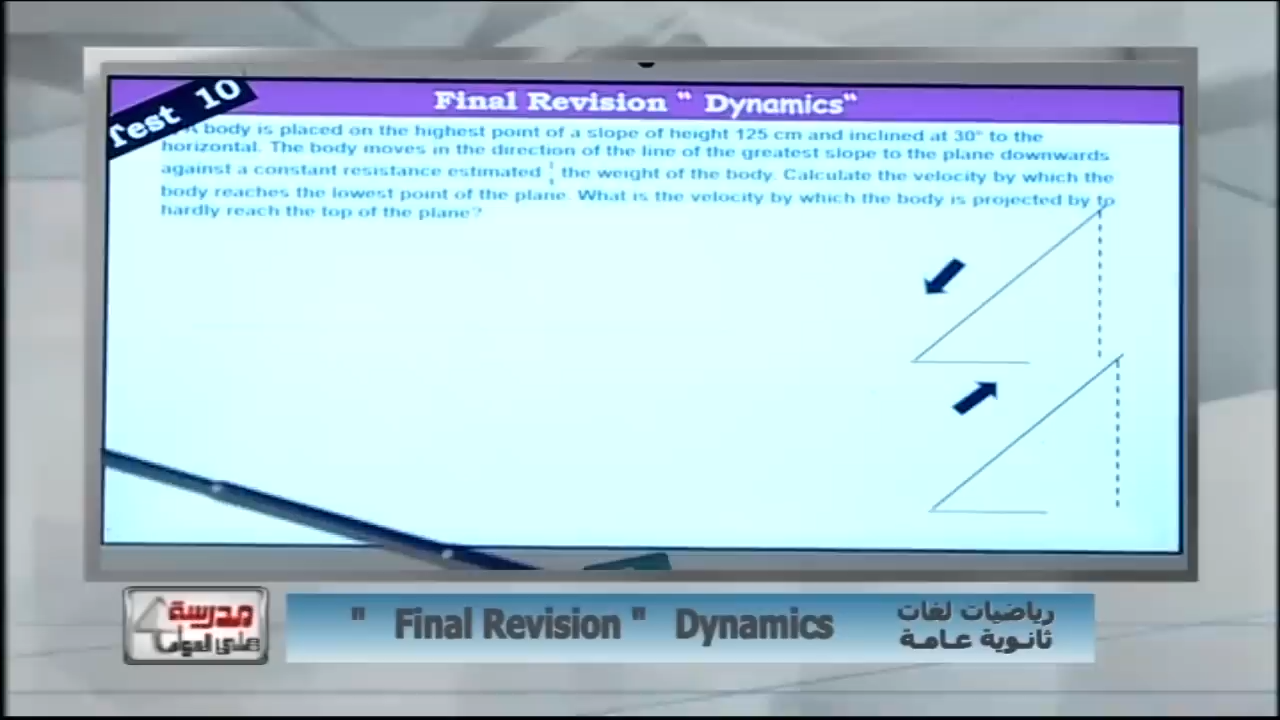 Test 10
Final Revision " Dynamics"
A body is placed on the highest point of a slope of height 125 cm and inclined at 30° to the
horizontal. The body moves in the direction of the line of the greatest slope to the plane downwards
against a constant resistance estimated the weight of the body. Calculate the velocity by which the
body reaches the lowest point of the plane. What is the velocity by which the body is projected by to
hardly reach the top of the plane?
مدرسة
على الهواء
" Final Revision " Dynamics
رياضيات لغات
ثانوية عامة